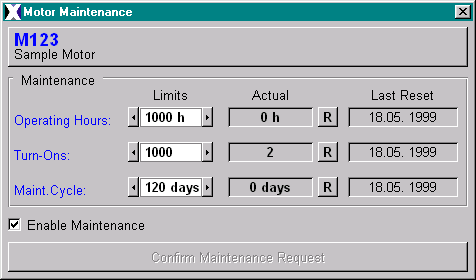 Motor Maintenance
M123
Sample Motor
Maintenance
Limits Actual Last Reset
Operating Hours: 1000 h 0 h R 18.05. 1999
Turn-Ons: 1000 2 R 18.05. 1999
Maint.Cycle: 120 days 0 days R 18.05. 1999
Enable Maintenance
Confirm Maintenance Request